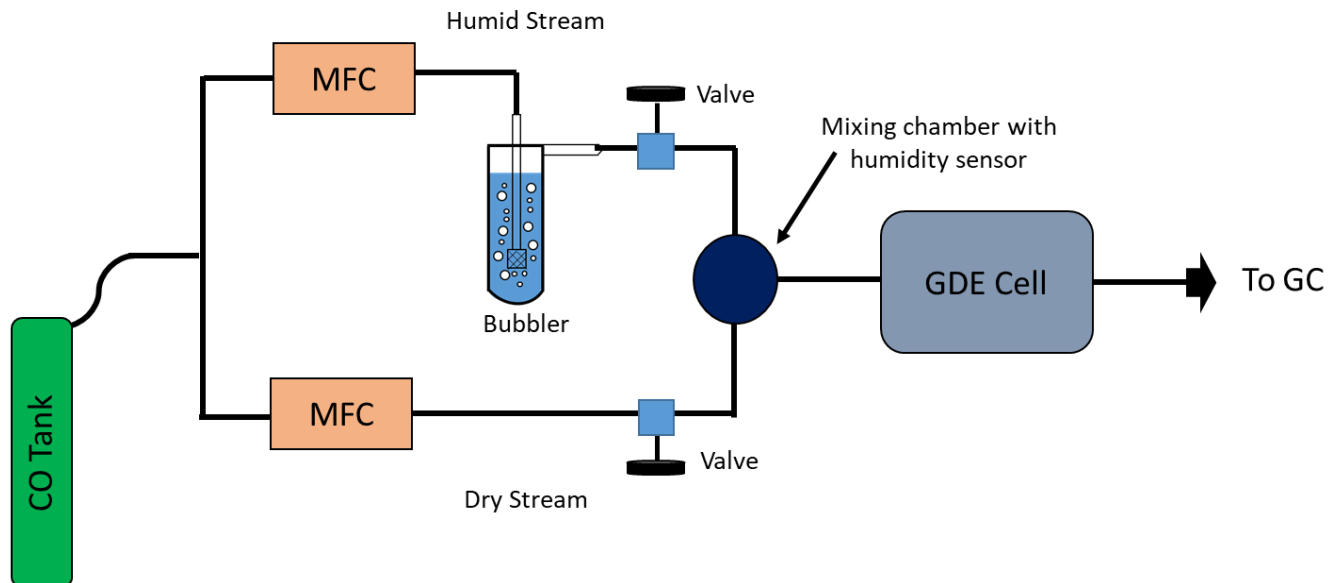 Humid Stream
MFC
Valve
Mixing chamber with
humidity sensor
Bubbler
GDE Cell
To GC
CO Tank
MFC
Valve
Dry Stream